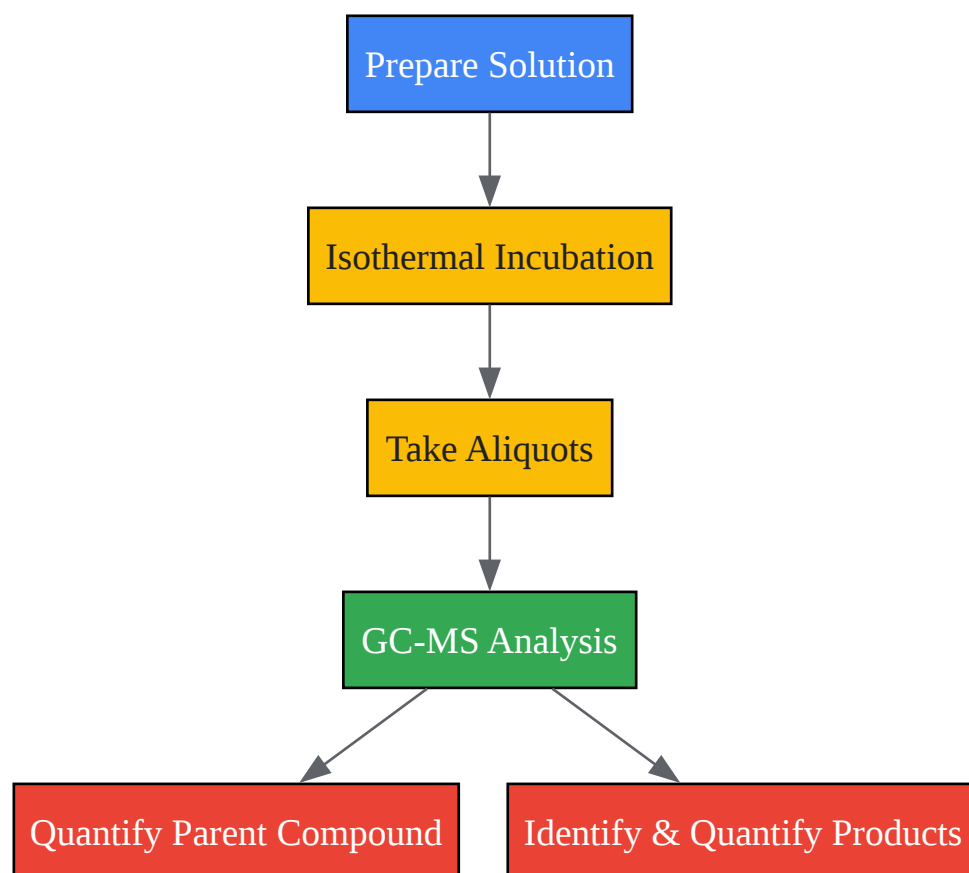 Prepare Solution
Isothermal Incubation
Take Aliquots
GC-MS Analysis
Quantify Parent Compound
Identify & Quantify Products